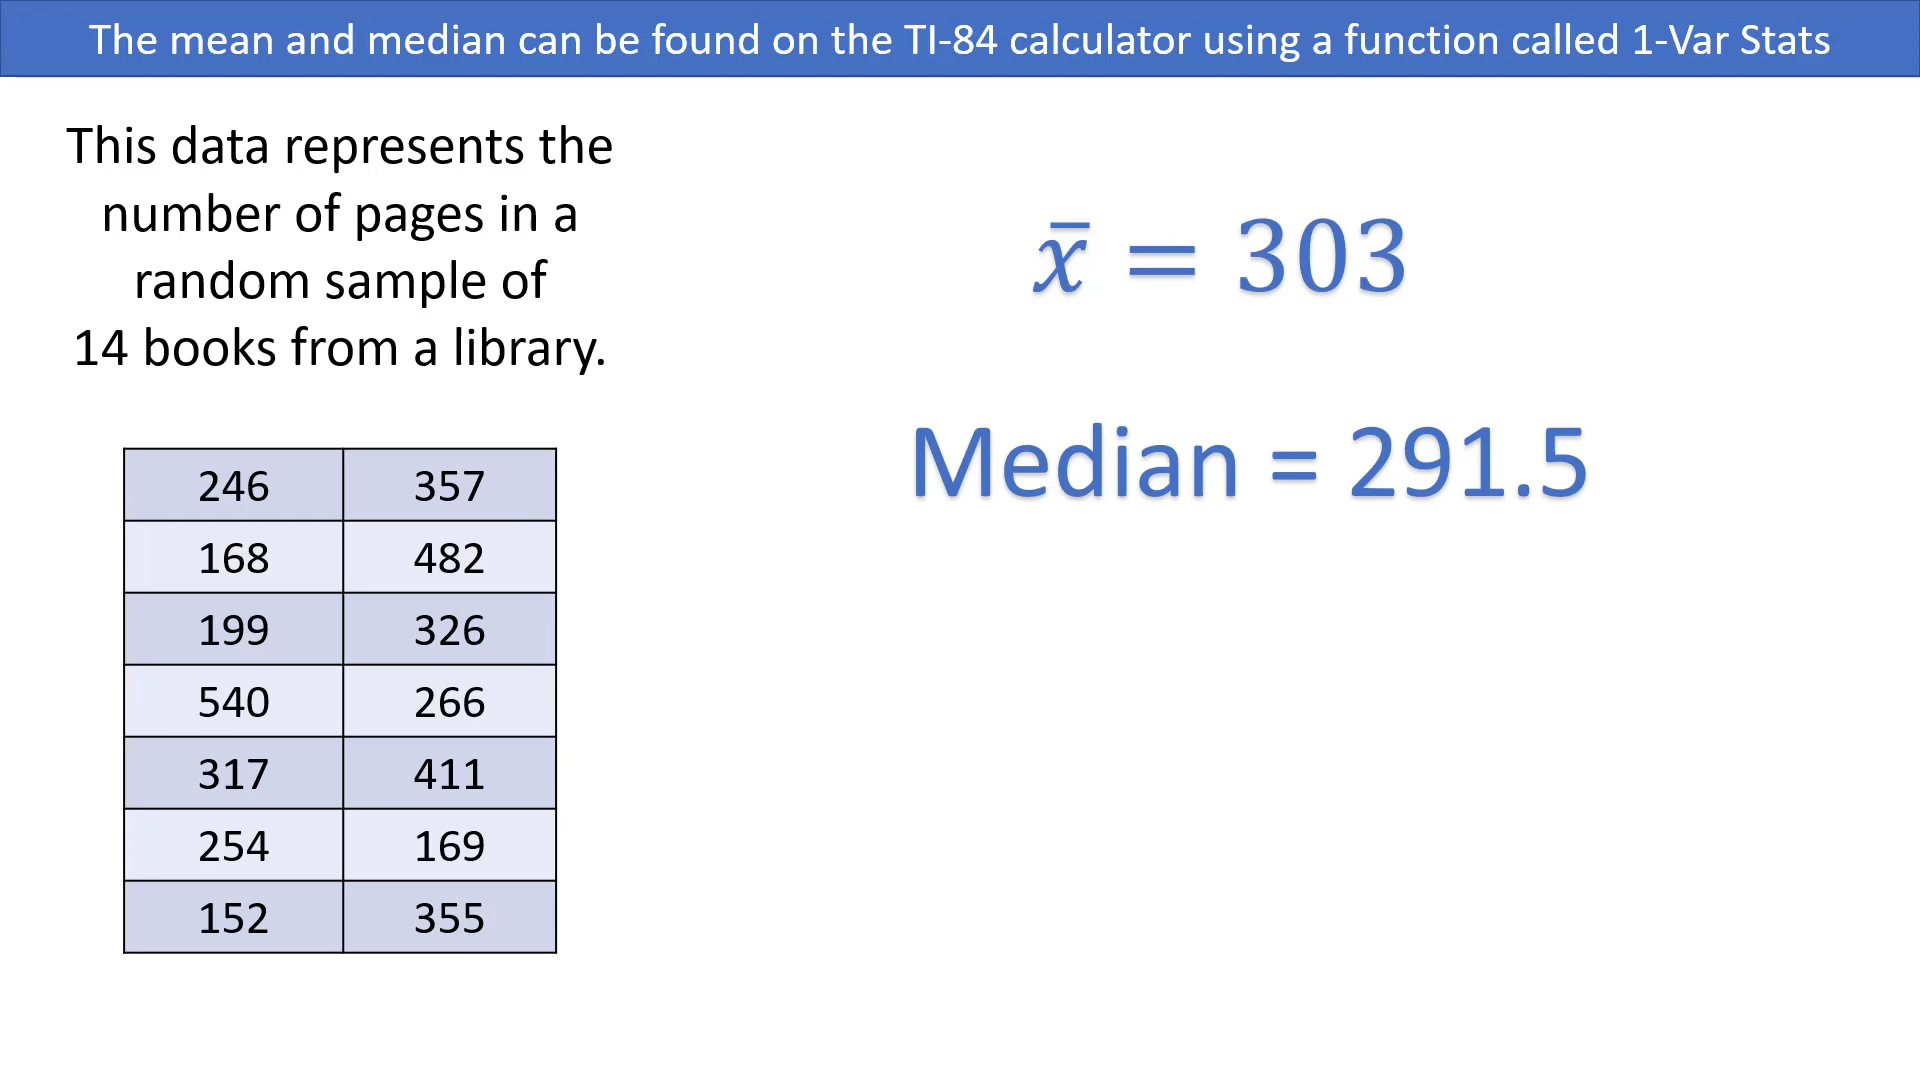 The mean and median can be found on the TI-84 calculator using a function called 1-Var Stats
This data represents the
number of pages in a
random sample of
14 books from a library.
246 357
168 482
199 326
540 266
317 411
254 169
152 355
x̄ = 303
Median = 291.5